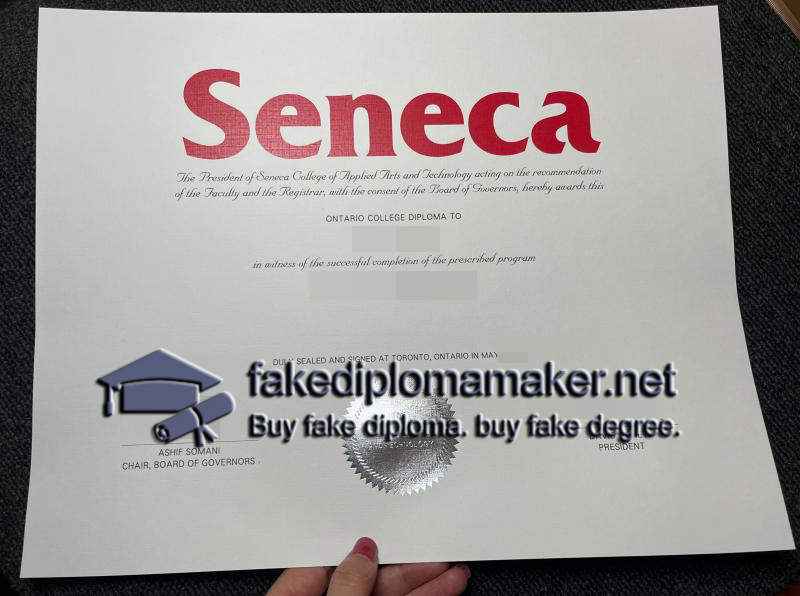 Seneca
The President of Seneca College of Applied Arts and Technology acting on the recommendation
of the Faculty and the Registrar, with the consent of the Board of Governors, hereby awards this
ONTARIO COLLEGE DIPLOMA TO
in witness of the successful completion of the prescribed program
DULY SEALED AND SIGNED AT TORONTO, ONTARIO IN MAY
fakediplomamaker.net
Buy fake diploma. buy fake degree.
TECHNOLOGY
ASHIF SOMANI
CHAIR, BOARD OF GOVERNORS
PRESIDENT